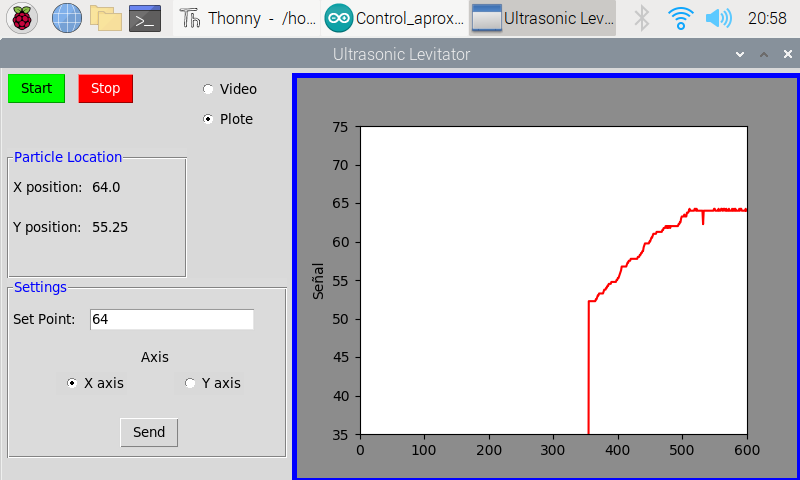 Thonny - /ho...
Control_aprox...
Ultrasonic Lev...
20:58
Ultrasonic Levitator
Start
Stop
Video
Plote
Particle Location
X position: 64.0
Y position: 55.25
Settings
Set Point: 64
Axis
X axis
Y axis
Send
Señal
75
70
65
60
55
50
45
40
35
0 100 200 300 400 500 600